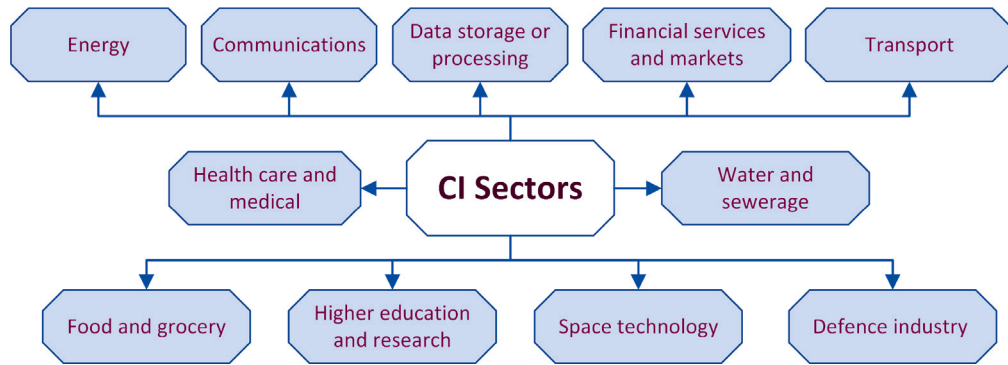 Energy
Communications
Data storage or
processing
Financial services
and markets
Transport
Health care and
medical
CI Sectors
Water and
sewerage
Food and grocery
Higher education
and research
Space technology
Defence industry